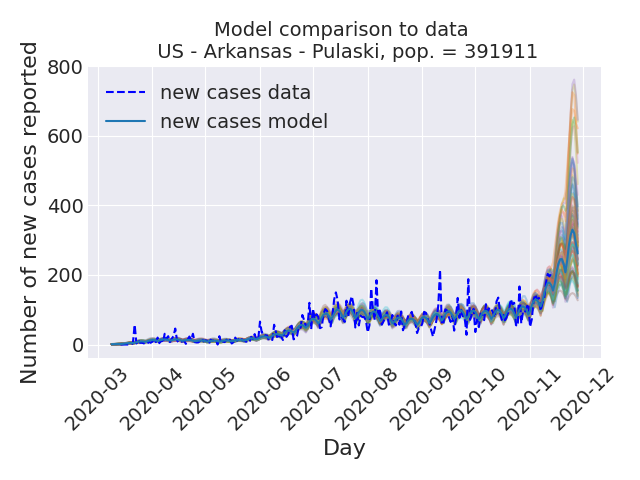 Model comparison to data
US - Arkansas - Pulaski, pop. = 391911
Number of new cases reported
800
600
400
200
0
new cases data
new cases model
2020-03
2020-04
2020-05
2020-06
2020-07
2020-08
2020-09
2020-10
2020-11
2020-12
Day